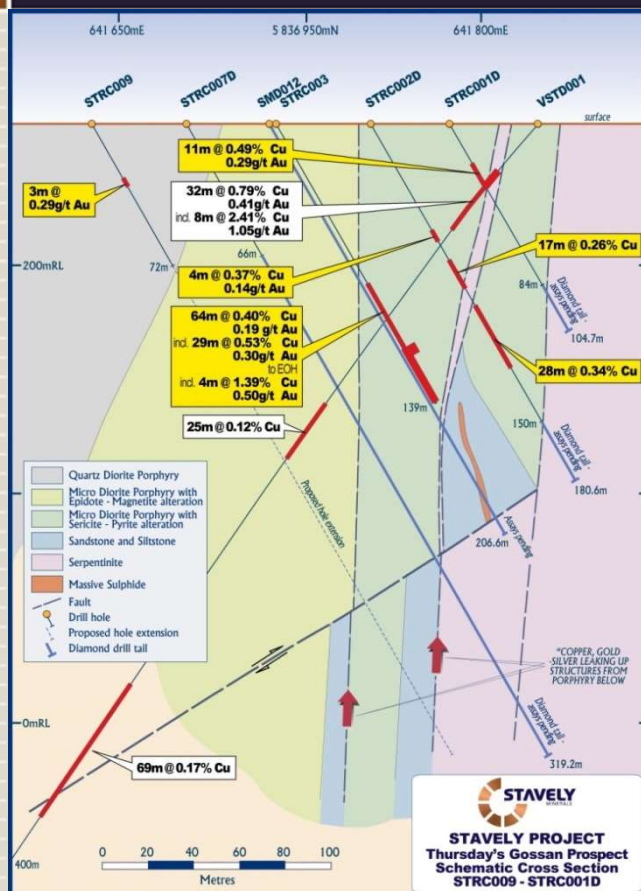 641 650mE
5 836 950mN
641 800mE
STRC009
STRC007D
SMD012
STRC003
STRC002D
STRC001D
VSTD001
surface
11m @ 0.49% Cu
0.29g/t Au
3m @
0.29g/t Au
32m @ 0.79% Cu
0.41g/t Au
incl. 8m @ 2.41% Cu
1.05g/t Au
17m @ 0.26% Cu
200mRL
72m
66m
4m @ 0.37% Cu
0.14g/t Au
84m
Diamond tail -
assays pending
104.7m
64m @ 0.40% Cu
0.19 g/t Au
incl. 29m @ 0.53% Cu
0.30g/t Au
to EOH
incl. 4m @ 1.39% Cu
0.50g/t Au
28m @ 0.34% Cu
139m
150m
25m @ 0.12% Cu
Diamond tail -
assays pending
180.6m
Proposed hole extension
Assays pending
206.6m
Quartz Diorite Porphyry
Micro Diorite Porphyry with
Epidote - Magnetite alteration
Micro Diorite Porphyry with
Sericite - Pyrite alteration
Sandstone and Siltstone
Serpentinite
Massive Sulphide
Fault
Drill hole
Proposed hole extension
Diamond drill tail
*COPPER, GOLD
-SILVER LEAKING UP
STRUCTURES FROM
PORPHYRY BELOW
0mRL
Diamond tail -
assays pending
319.2m
69m @ 0.17% Cu
400m
0 20 40 60 80 100
Metres
STAVELY
MINERALS
STAVELY PROJECT
Thursday's Gossan Prospect
Schematic Cross Section
STRC009 - STRC001D